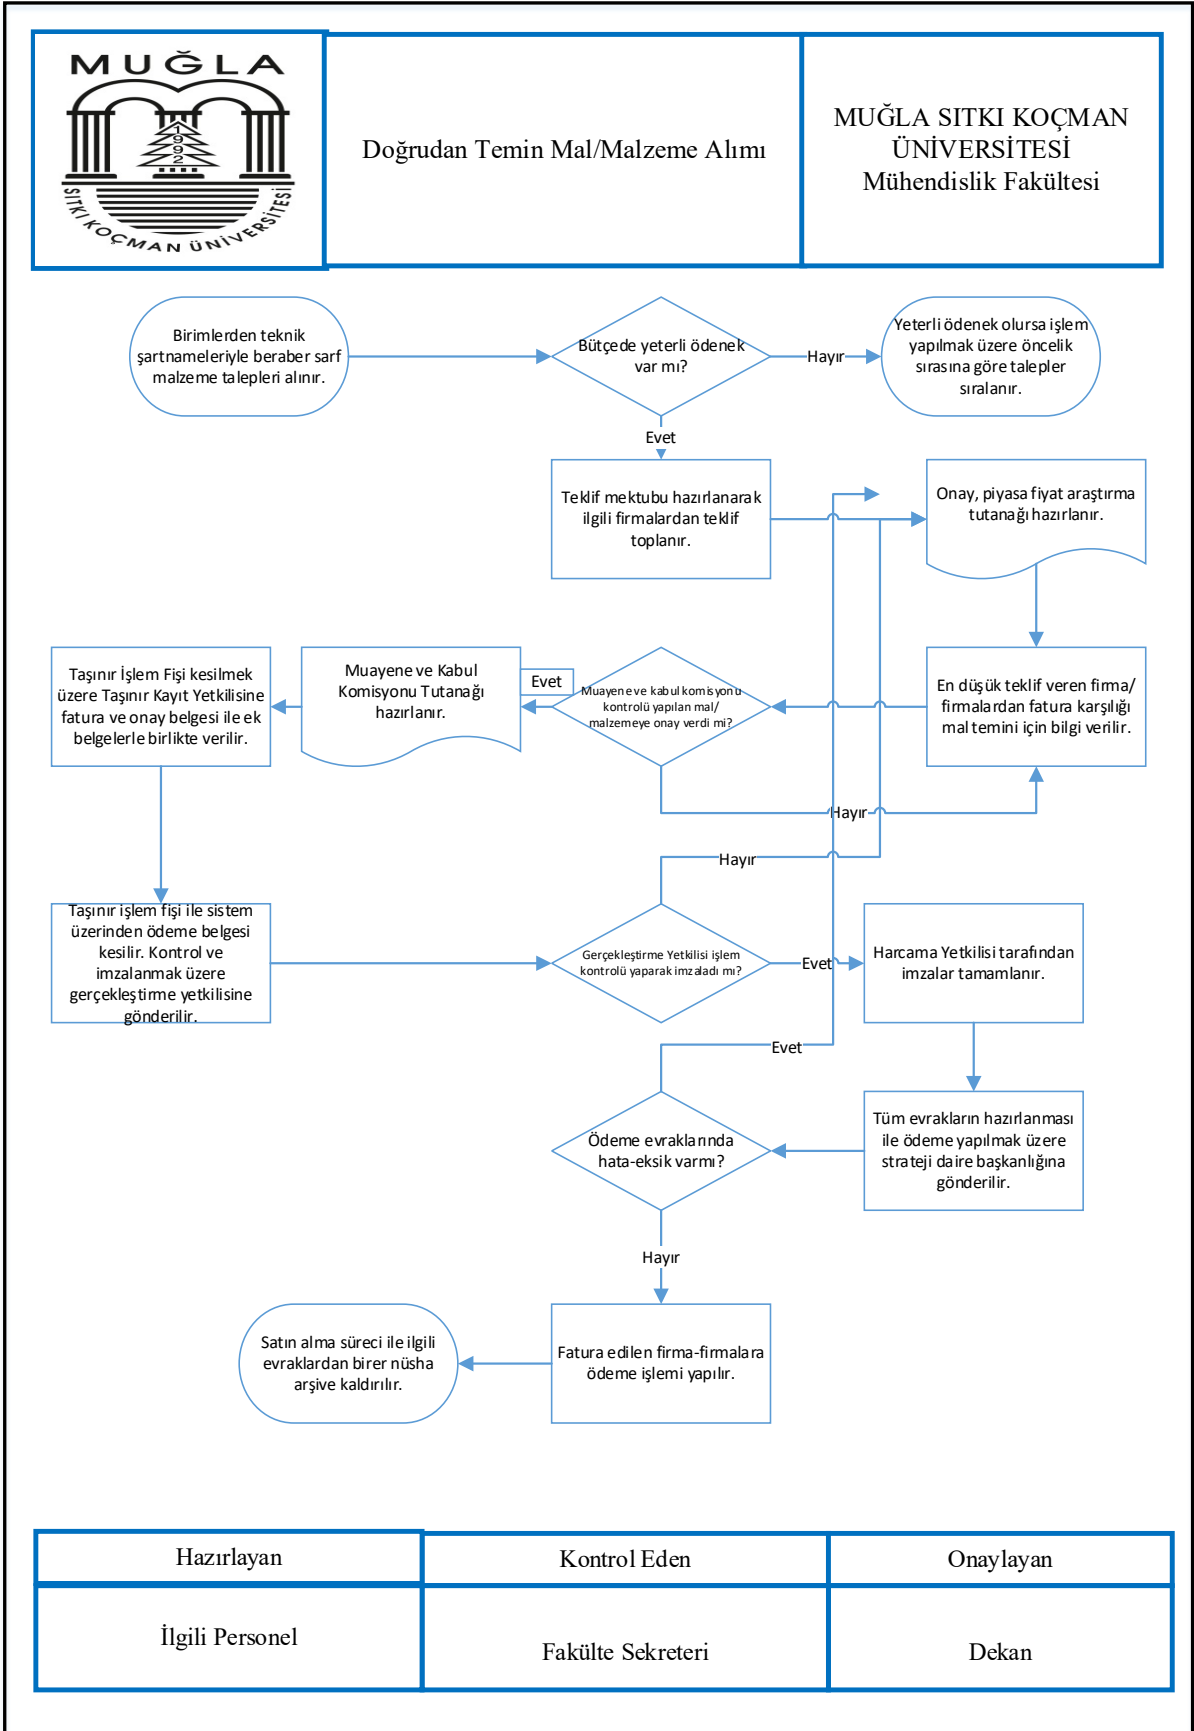 MUĞLA
1992
SITKI KOÇMAN ÜNİVERSİTESİ
Doğrudan Temin Mal/Malzeme Alımı
MUĞLA SITKI KOÇMAN
ÜNİVERSİTESİ
Mühendislik Fakültesi
Birimlerden teknik
şartnameleriyle beraber sarf
malzeme talepleri alınır.
Bütçede yeterli ödenek
var mı?
Hayır
Yeterli ödenek olursa işlem
yapılmak üzere öncelik
sırasına göre talepler
sıralanır.
Evet
Teklif mektubu hazırlanarak
ilgili firmalardan teklif
toplanır.
Onay, piyasa fiyat araştırma
tutanağı hazırlanır.
Taşınır İşlem Fişi kesilmek
üzere Taşınır Kayıt Yetkilisine
fatura ve onay belgesi ile ek
belgelerle birlikte verilir.
Muayene ve Kabul
Komisyonu Tutanağı
hazırlanır.
Evet
Muayene ve kabul komisyonu
kontrolü yapılan mal/
malzemeye onay verdi mi?
En düşük teklif veren firma/
firmalardan fatura karşılığı
mal temini için bilgi verilir.
Hayır
Hayır
Taşınır işlem fişi ile sistem
üzerinden ödeme belgesi
kesilir. Kontrol ve
imzalanmak üzere
gerçekleştirme yetkilisine
gönderilir.
Gerçekleştirme Yetkilisi işlem
kontrolü yaparak imzaladı mı?
Evet
Harcama Yetkilisi tarafından
imzalar tamamlanır.
Evet
Ödeme evraklarında
hata-eksik varmı?
Tüm evrakların hazırlanması
ile ödeme yapılmak üzere
strateji daire başkanlığına
gönderilir.
Hayır
Satın alma süreci ile ilgili
evraklardan birer nüsha
arşive kaldırılır.
Fatura edilen firma-firmalara
ödeme işlemi yapılır.
Hazırlayan
Kontrol Eden
Onaylayan
İlgili Personel
Fakülte Sekreteri
Dekan